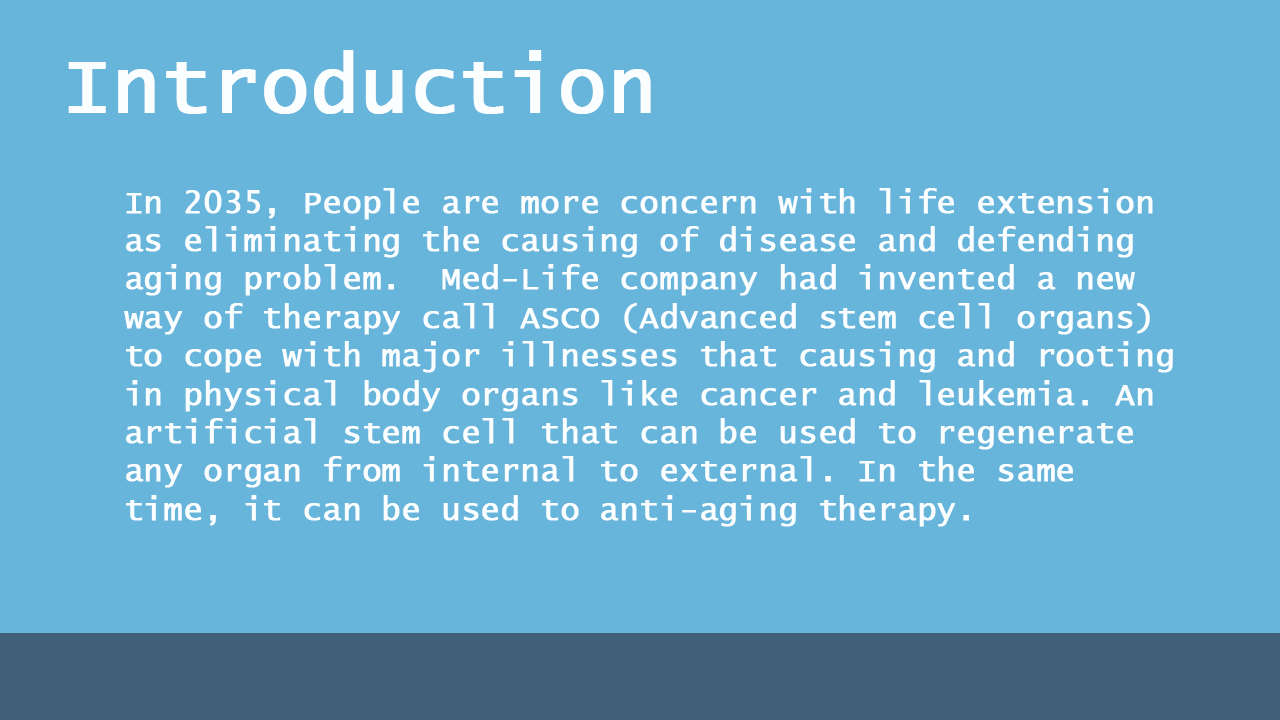 Introduction
In 2035, People are more concern with life extension
as eliminating the causing of disease and defending
aging problem.  Med-Life company had invented a new
way of therapy call ASCO (Advanced stem cell organs)
to cope with major illnesses that causing and rooting
in physical body organs like cancer and leukemia. An
artificial stem cell that can be used to regenerate
any organ from internal to external. In the same
time, it can be used to anti-aging therapy.